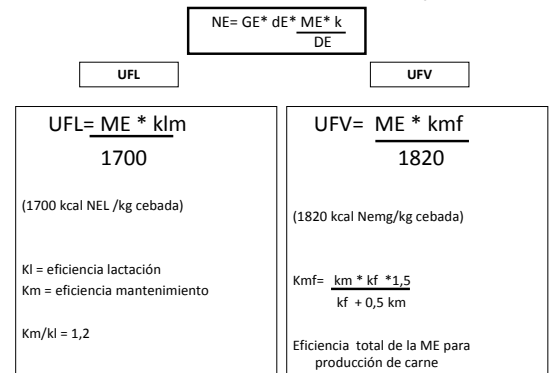 NE= GE* dE* ME* k
DE
UFL
UFV
UFL= ME * klm
1700
(1700 kcal NEL /kg cebada)
Kl = eficiencia lactación
Km = eficiencia mantenimiento
Km/kl = 1,2
UFV= ME * kmf
1820
(1820 kcal Nemg/kg cebada)
Kmf= km * kf *1,5
kf + 0,5 km
Eficiencia total de la ME para
producción de carne